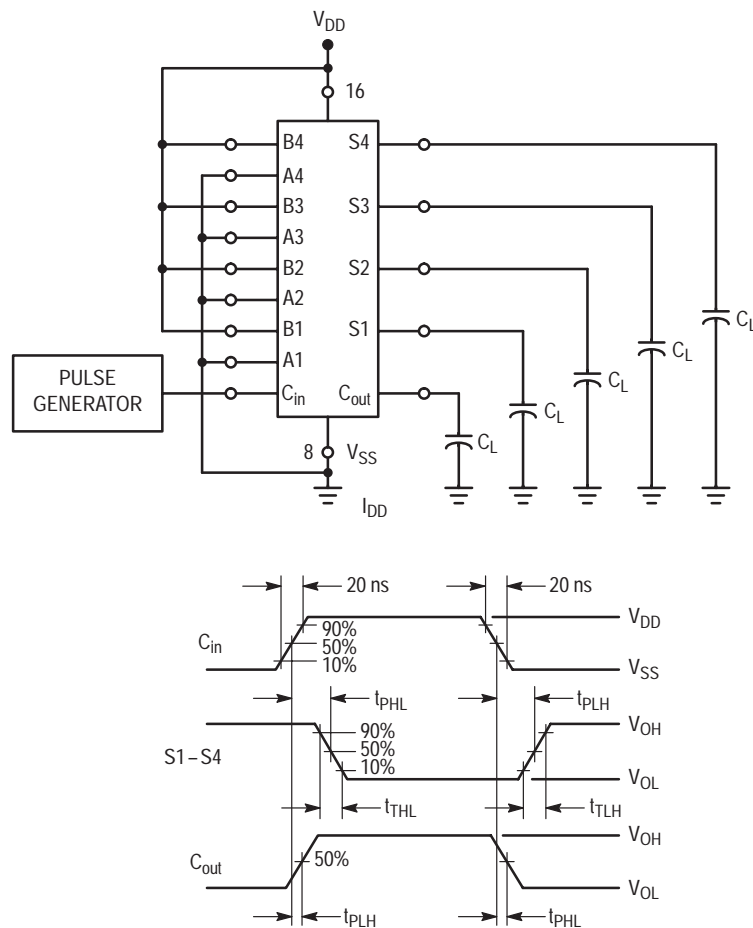 VDD
16
B4 S4
A4
B3 S3
A3
B2 S2
A2
B1 S1
A1
PULSE
GENERATOR
Cin Cout
CL
CL
CL
CL
CL
8 VSS
IDD
20 ns 20 ns
Cin
90%
50%
10%
VDD
VSS
tPHL tPLH
S1–S4
90%
50%
10%
VOH
VOL
tTHL tTLH
Cout
50%
VOH
VOL
tPLH tPHL